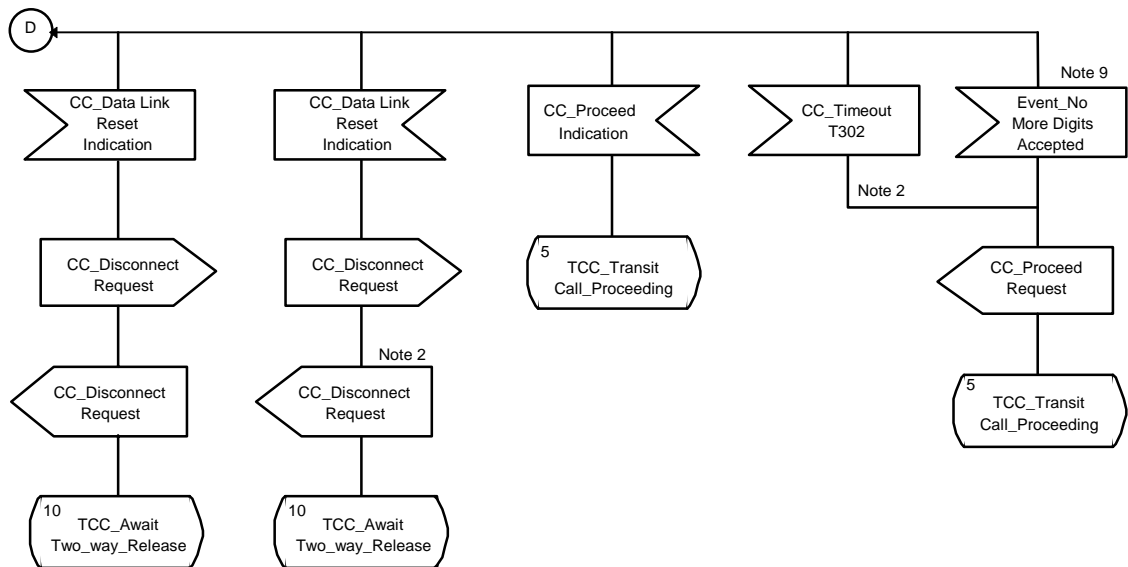 D
Note 9
CC_Data Link
Reset
Indication
CC_Data Link
Reset
Indication
CC_Proceed
Indication
CC_Timeout
T302
Event_No
More Digits
Accepted
Note 2
CC_Disconnect
Request
CC_Disconnect
Request
5
TCC_Transit
Call_Proceeding
CC_Proceed
Request
Note 2
CC_Disconnect
Request
CC_Disconnect
Request
5
TCC_Transit
Call_Proceeding
10
TCC_Await
Two_way_Release
10
TCC_Await
Two_way_Release